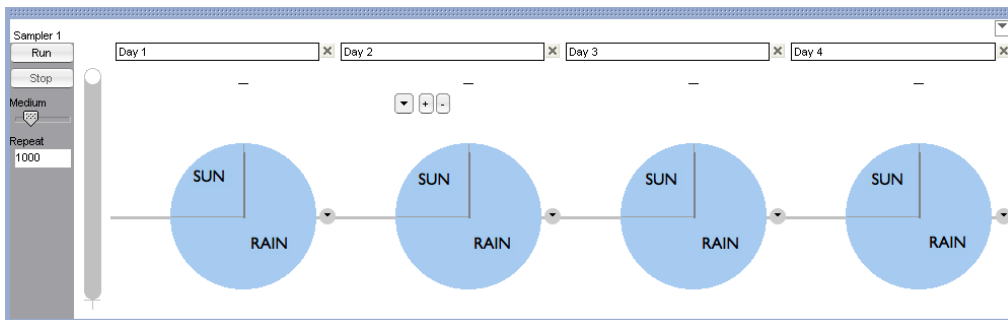 Sampler 1
Run
Day 1
Day 2
Day 3
Day 4
Stop
Medium
+
-
Repeat
1000
SUN
SUN
SUN
SUN
RAIN
RAIN
RAIN
RAIN